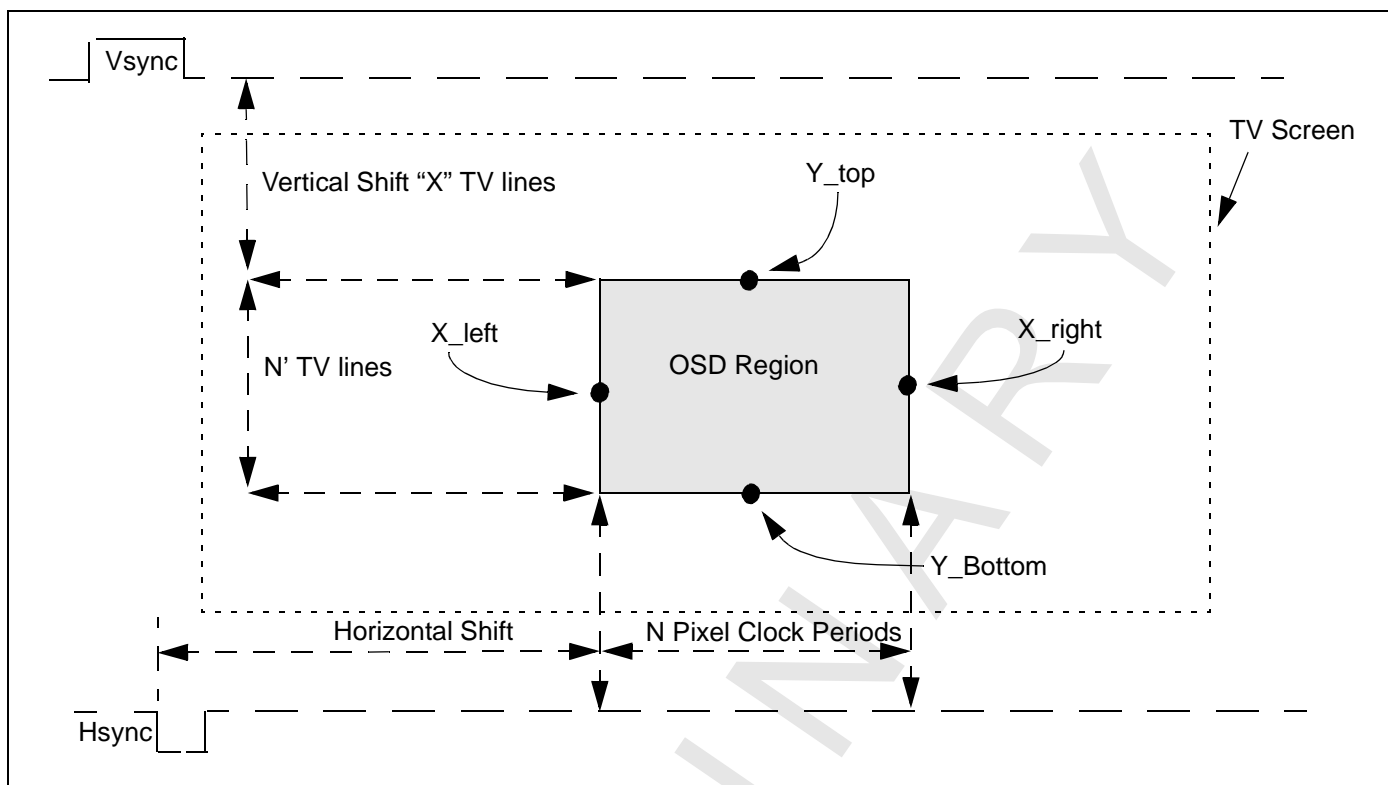 Vsync
TV Screen
Vertical Shift “X” TV lines
Y_top
X_left
X_right
N’ TV lines
OSD Region
Y_Bottom
Horizontal Shift
N Pixel Clock Periods
Hsync
INARY